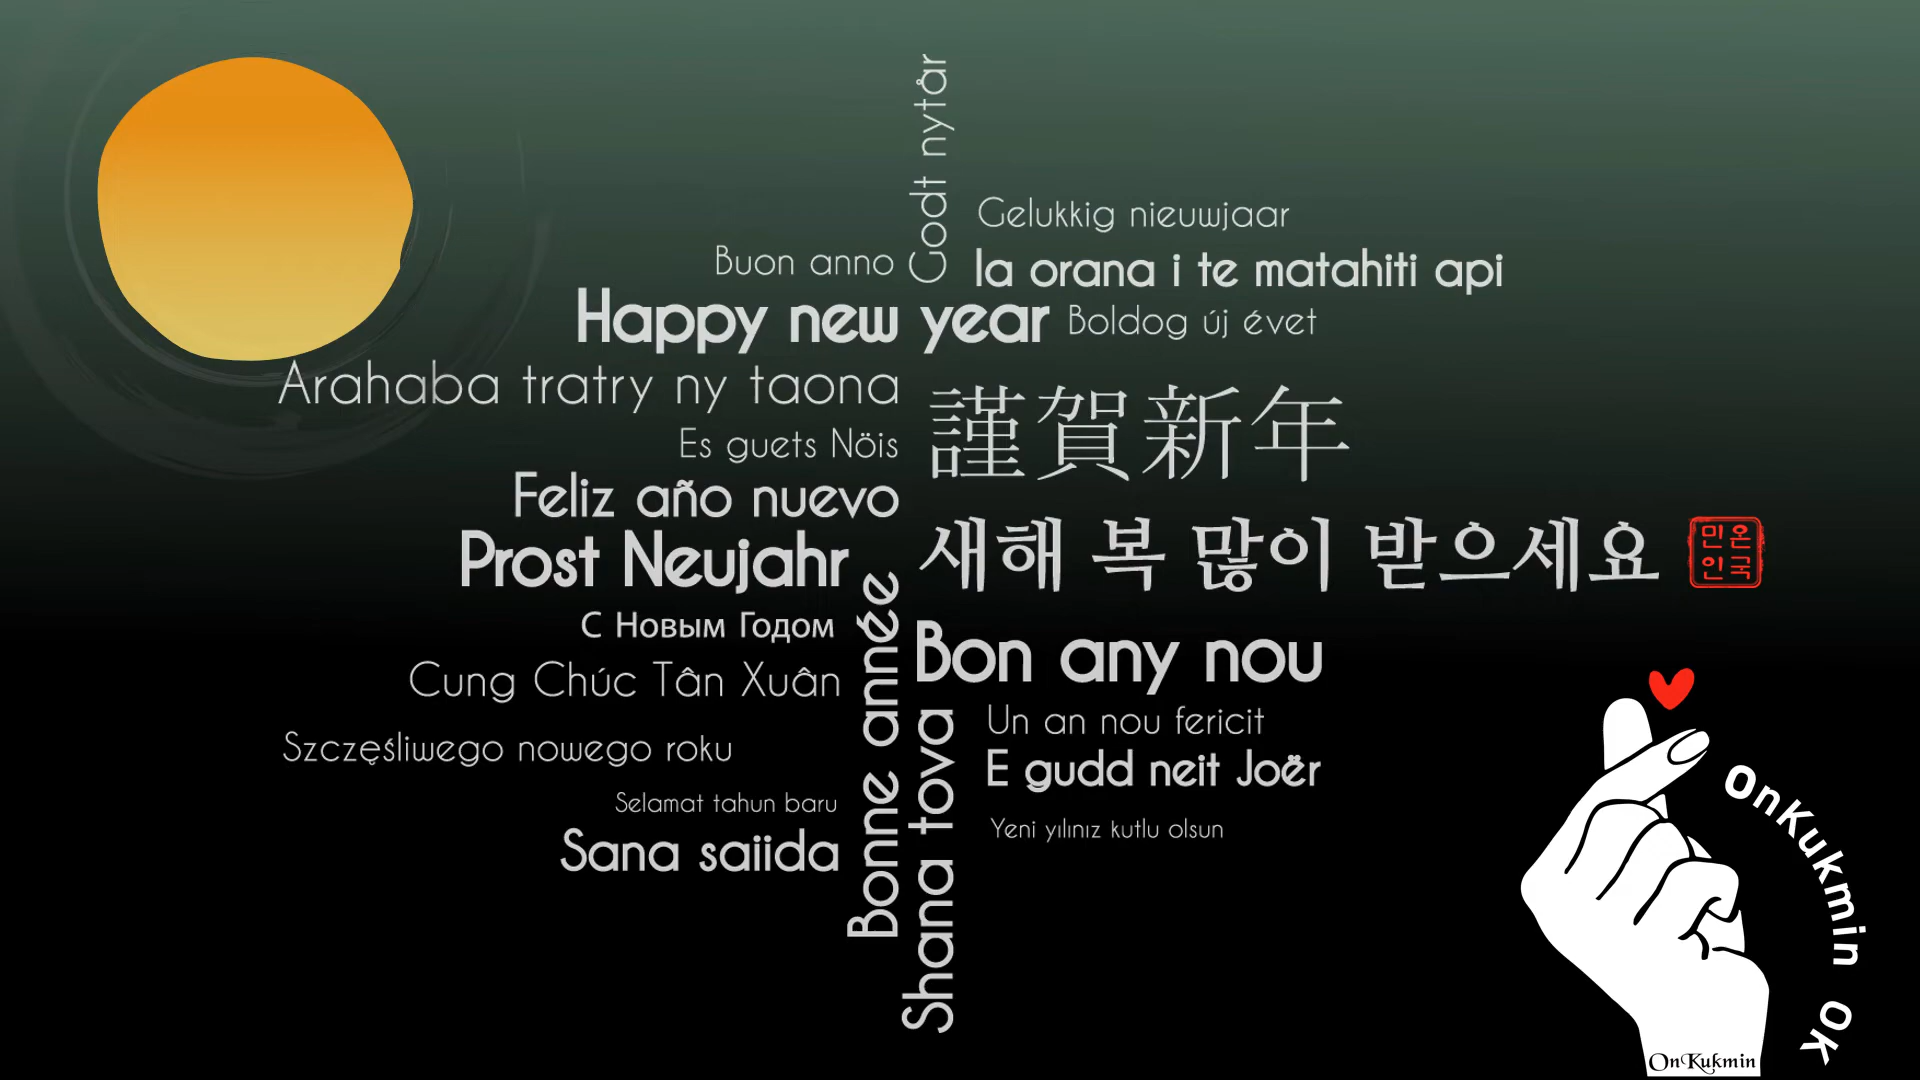 Godt nytår
Gelukkig nieuwjaar
Buon anno
Ia orana i te matahiti api
Happy new year
Boldog új évet
Arahaba tratry ny taona
謹賀新年
Es guets Nöis
Feliz año nuevo
새해 복 많이 받으세요
민온
인국
Prost Neujahr
Bonne année
С Новым Годом
Bon any nou
Cung Chúc Tân Xuân
Shana tova
Un an nou fericit
Szczęśliwego nowego roku
E gudd neit Joër
Selamat tahun baru
Yeni yılınız kutlu olsun
Sana saiida
OnKukmin OK
OnKukmin